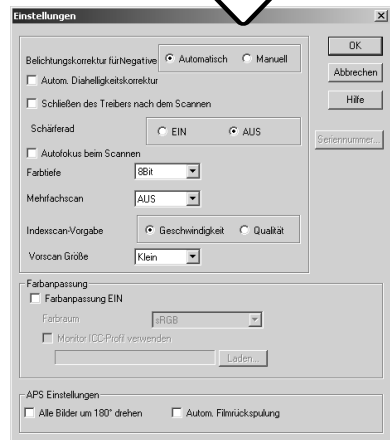 Einstellungen
OK
Belichtungskorrektur fürNegative Automatisch Manuell
Abbrechen
Autom. Diahelligkeitskorrektur
Schließen des Treibers nach dem Scannen
Hilfe
Schärferad EIN AUS
Seriennummer...
Autofokus beim Scannen
Farbtiefe 8Bit
Mehrfachscan AUS
Indexscan-Vorgabe Geschwindigkeit Qualität
Vorscan Größe Klein
Farbanpassung
Farbanpassung EIN
Farbraum sRGB
Monitor ICC-Profil verwenden
Laden...
APS Einstellungen
Alle Bilder um 180° drehen Autom. Filmrückspulung